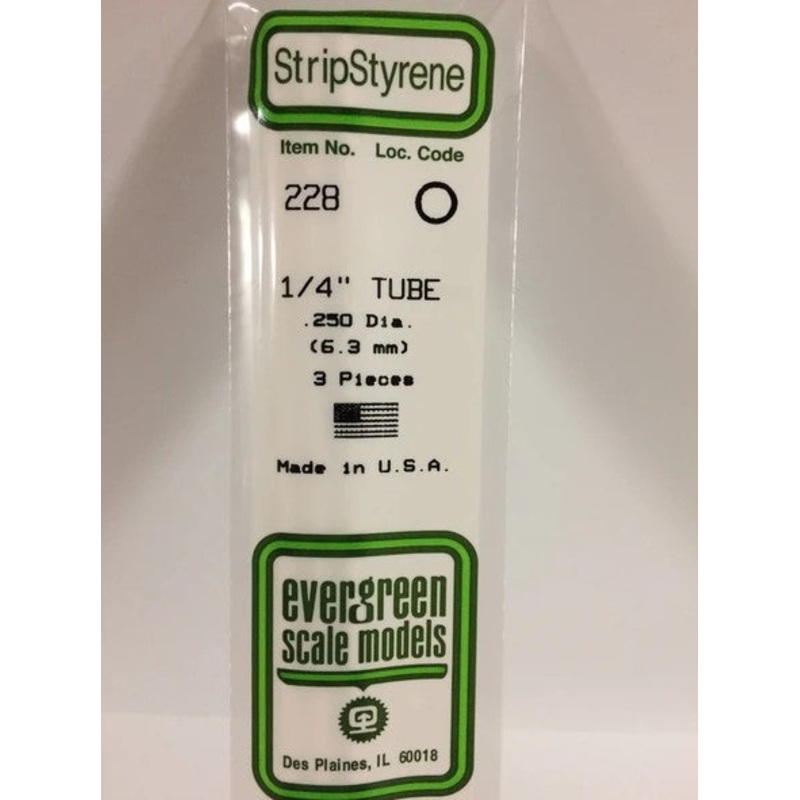 StripStyrene
Item No. Loc. Code
228
1/4" TUBE
.250 Dia.
(6.3 mm)
3 Pieces
Made in U.S.A.
evergreen
scale models
Des Plaines, IL 60018